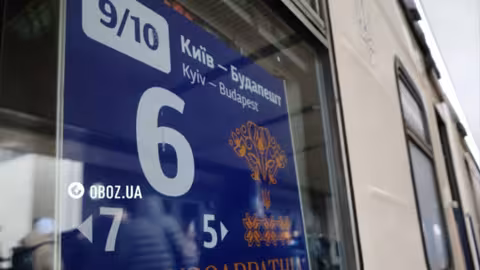 9/10
Київ – Будапешт
Kyiv – Budapest
6
OBOZ.UA
◀7 5▶